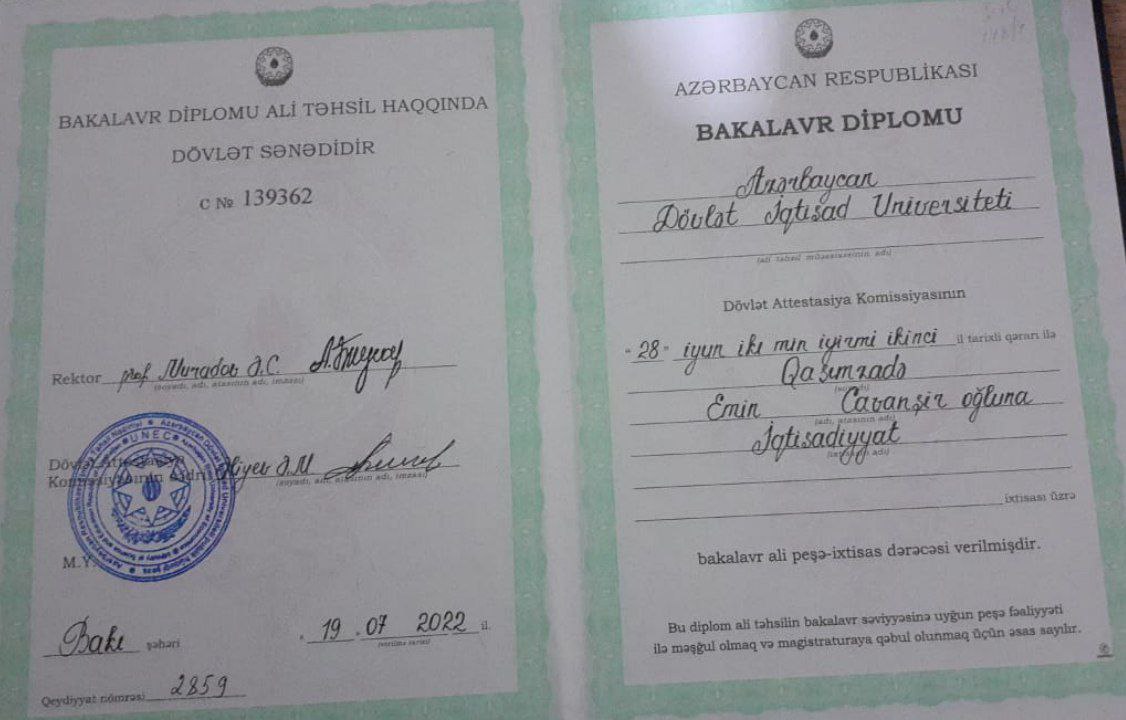 BAKALAVR DİPLOMU ALİ TƏHSİL HAQQINDA
DÖVLƏT SƏNƏDİDİR
C № 139362
Rektor prof. Muradov Ə.C.
(soyadı, adı, atasının adı, imzası)
Dövlət Attestasiya
Komissiyasının sədri Əliyev Ə.M
(soyadı, adı, atasının adı, imzası)
UNEC
M.Y.
Bakı şəhəri
" 19 . 07 2022 il.
(verilmə tarixi)
Qeydiyyat nömrəsi 2859
AZƏRBAYCAN RESPUBLİKASI
BAKALAVR DİPLOMU
Azərbaycan
Dövlət İqtisad Universiteti
(ali təhsil müəssisəsinin adı)
Dövlət Attestasiya Komissiyasının
" 28 " iyun iki min iyirmi ikinci il tarixli qərarı ilə
Qasımzadə
(soyadı)
Emin Cavanşir oğluna
(adı, atasının adı)
İqtisadiyyat
(ixtisasın adı)
ixtisası üzrə
bakalavr ali peşə-ixtisas dərəcəsi verilmişdir.
Bu diplom ali təhsilin bakalavr səviyyəsinə uyğun peşə fəaliyyəti
ilə məşğul olmaq və magistraturaya qəbul olunmaq üçün əsas sayılır.